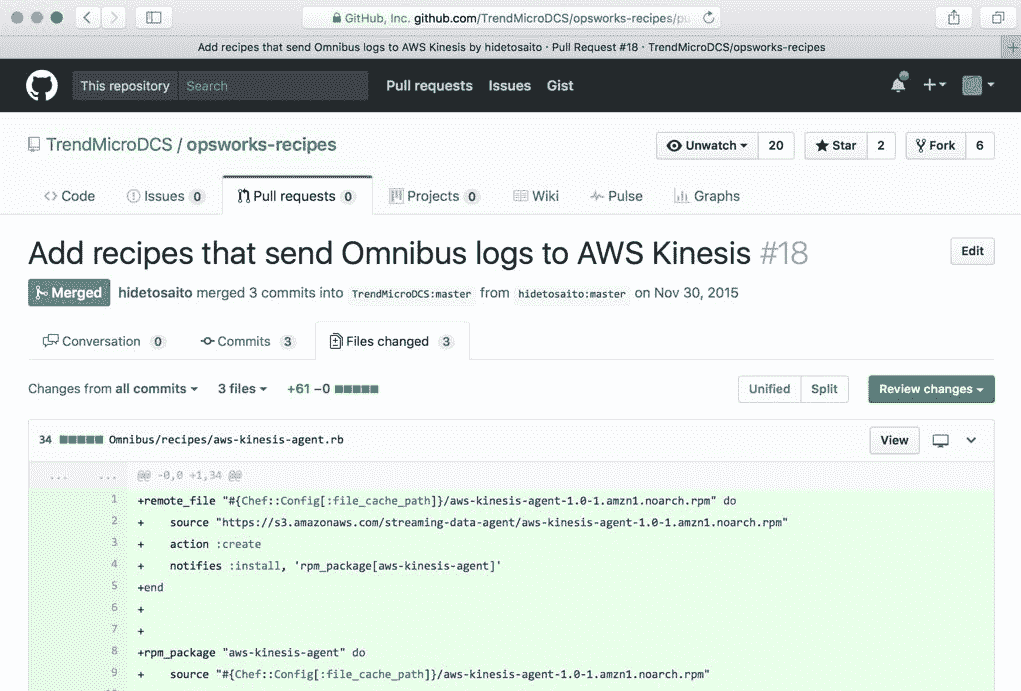 GitHub, Inc. github.com/TrendMicroDCS/opsworks-recipes/pu
Add recipes that send Omnibus logs to AWS Kinesis by hidetosaito · Pull Request #18 · TrendMicroDCS/opsworks-recipes
This repository Search Pull requests Issues Gist
TrendMicroDCS / opsworks-recipes Unwatch 20 Star 2 Fork 6
Code Issues 0 Pull requests 0 Projects 0 Wiki Pulse Graphs
Add recipes that send Omnibus logs to AWS Kinesis #18 Edit
Merged hidetosaito merged 3 commits into TrendMicroDCS:master from hidetosaito:master on Nov 30, 2015
Conversation 0 Commits 3 Files changed 3
Changes from all commits 3 files +61 −0 Unified Split Review changes
34 Omnibus/recipes/aws-kinesis-agent.rb View
... ... @@ -0,0 +1,34 @@
1 +remote_file "#{Chef::Config[:file_cache_path]}/aws-kinesis-agent-1.0-1.amzn1.noarch.rpm" do
2 + source "https://s3.amazonaws.com/streaming-data-agent/aws-kinesis-agent-1.0-1.amzn1.noarch.rpm"
3 + action :create
4 + notifies :install, 'rpm_package[aws-kinesis-agent]'
5 +end
6 +
7 +
8 +rpm_package "aws-kinesis-agent" do
9 + source "#{Chef::Config[:file_cache_path]}/aws-kinesis-agent-1.0-1.amzn1.noarch.rpm"